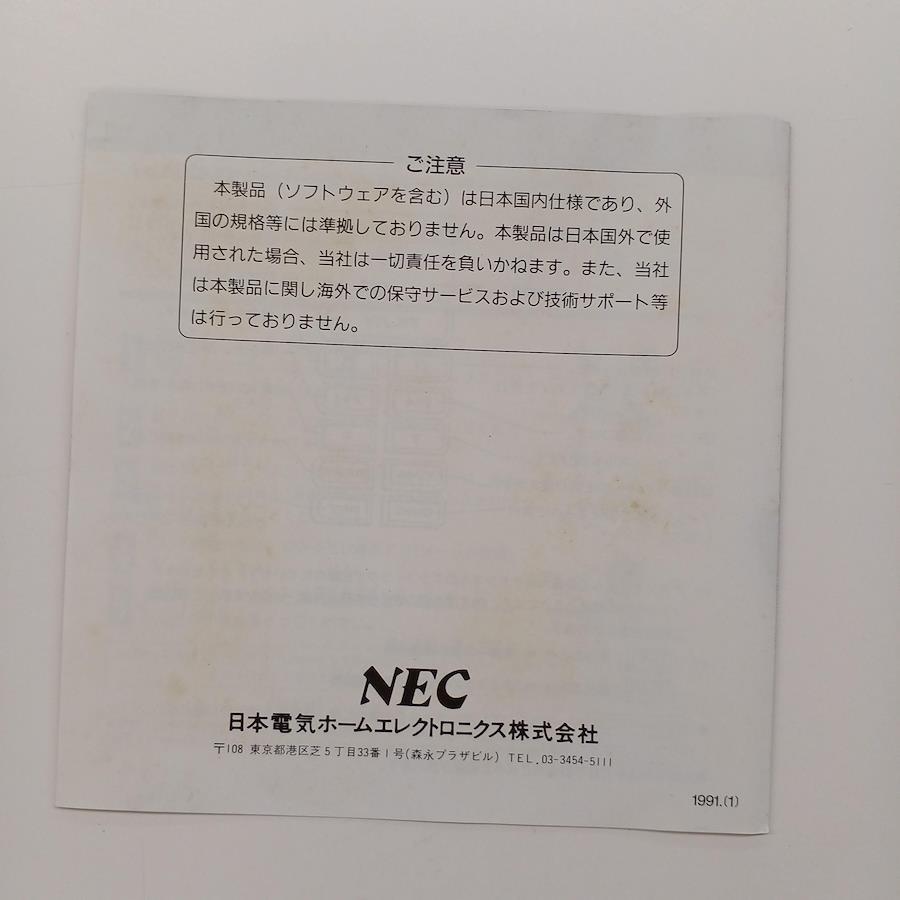 ご注意
本製品（ソフトウェアを含む）は日本国内仕様であり、外
国の規格等には準拠しておりません。本製品は日本国外で使
用された場合、当社は一切責任を負いかねます。また、当社
は本製品に関し海外での保守サービスおよび技術サポート等
は行っておりません。
NEC
日本電気ホームエレクトロニクス株式会社
〒108 東京都港区芝5丁目33番1号(森永プラザビル) TEL.03-3454-5111
1991.(1)